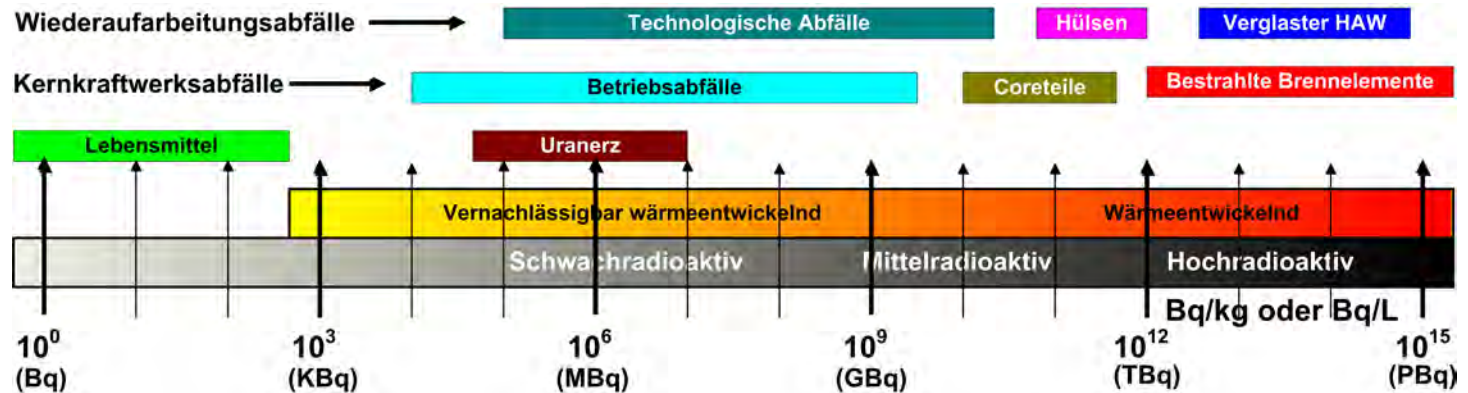 Wiederaufarbeitungsabfälle Technologische Abfälle Hülsen Verglaster HAW
Kernkraftwerksabfälle Betriebsabfälle Coreteile Bestrahlte Brennelemente
Lebensmittel Uranerz
Vernachlässigbar wärmeentwickelnd Wärmeentwickelnd
Schwachradioaktiv Mittelradioaktiv Hochradioaktiv
Bq/kg oder Bq/L
10⁰ 10³ 10⁶ 10⁹ 10¹² 10¹⁵
(Bq) (KBq) (MBq) (GBq) (TBq) (PBq)